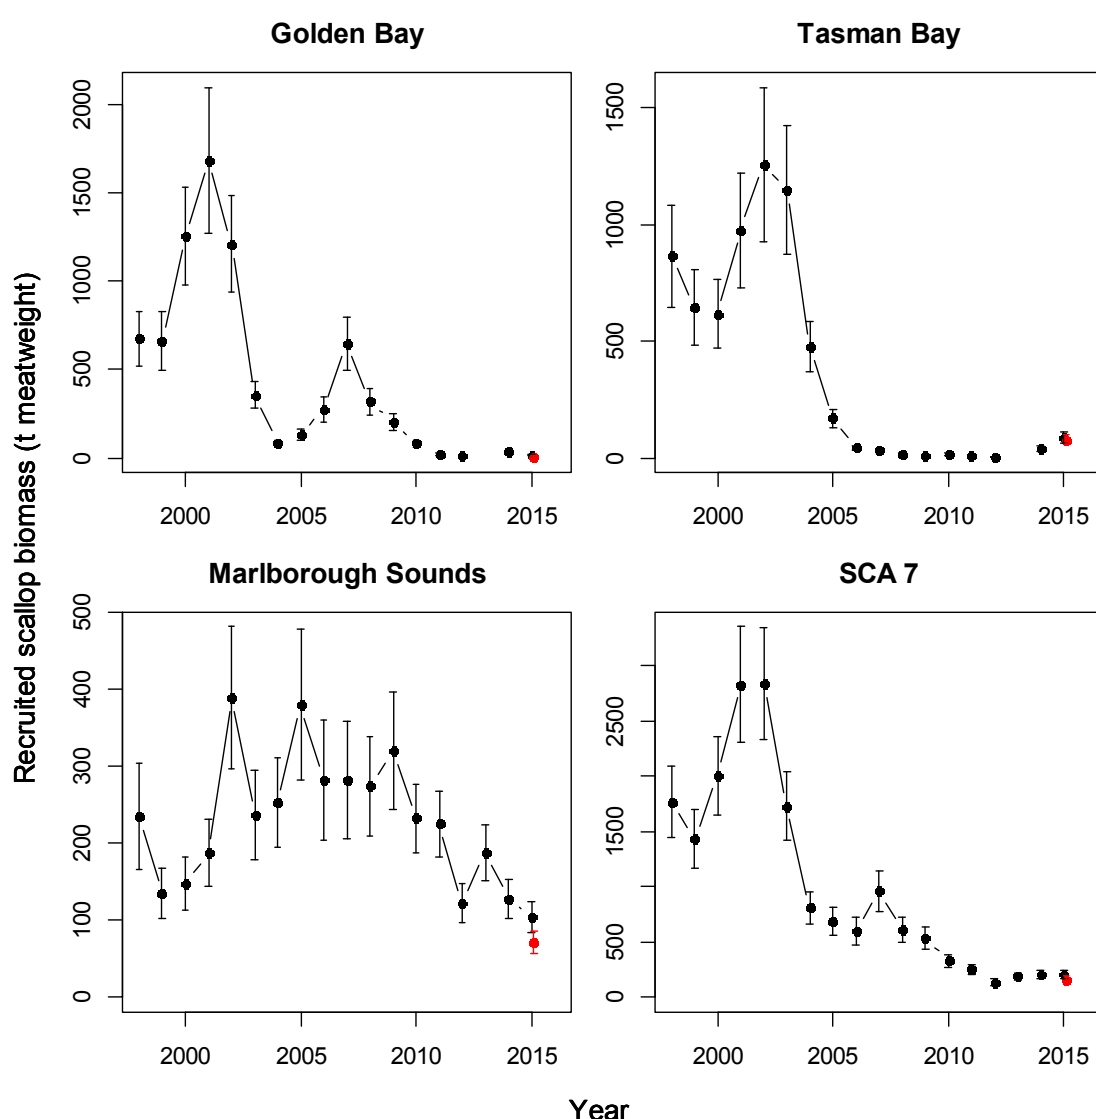 Golden Bay
Tasman Bay
2000
1500
1000
500
0
1500
1000
500
0
2000 2005 2010 2015
2000 2005 2010 2015
Marlborough Sounds
SCA 7
500
400
300
200
100
0
2500
1500
500
0
2000 2005 2010 2015
2000 2005 2010 2015
Recruited scallop biomass (t meatweight)
Year